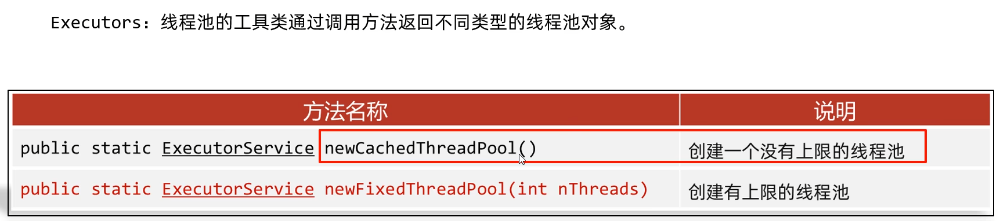 Executors：线程池的工具类通过调用方法返回不同类型的线程池对象。
方法名称 说明
public static ExecutorService newCachedThreadPool() 创建一个没有上限的线程池
public static ExecutorService newFixedThreadPool(int nThreads) 创建有上限的线程池